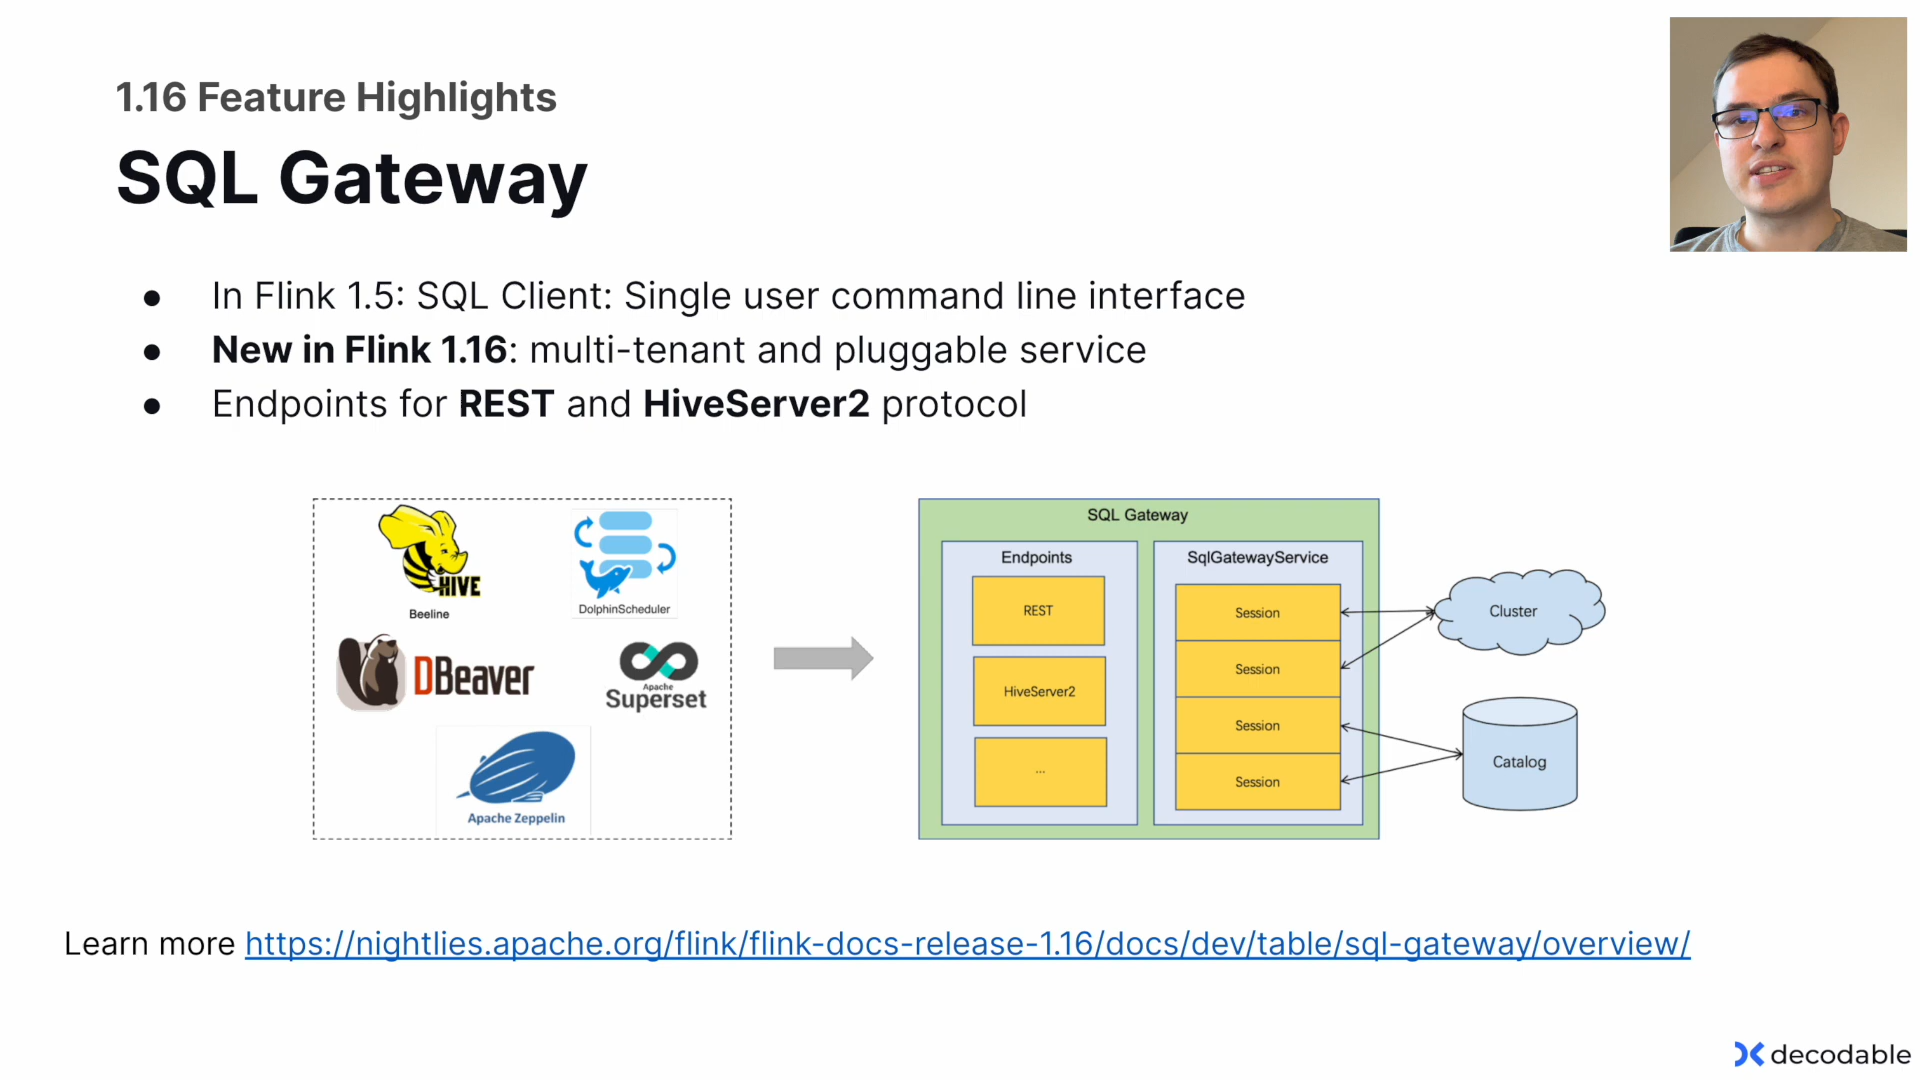 1.16 Feature Highlights
SQL Gateway
● In Flink 1.5: SQL Client: Single user command line interface
● New in Flink 1.16: multi-tenant and pluggable service
● Endpoints for REST and HiveServer2 protocol
HIVE
Beeline
DolphinScheduler
DBeaver
Apache
Superset
Apache Zeppelin
SQL Gateway
Endpoints
REST
HiveServer2
...
SqlGatewayService
Session
Session
Session
Session
Cluster
Catalog
Learn more https://nightlies.apache.org/flink/flink-docs-release-1.16/docs/dev/table/sql-gateway/overview/
decodable